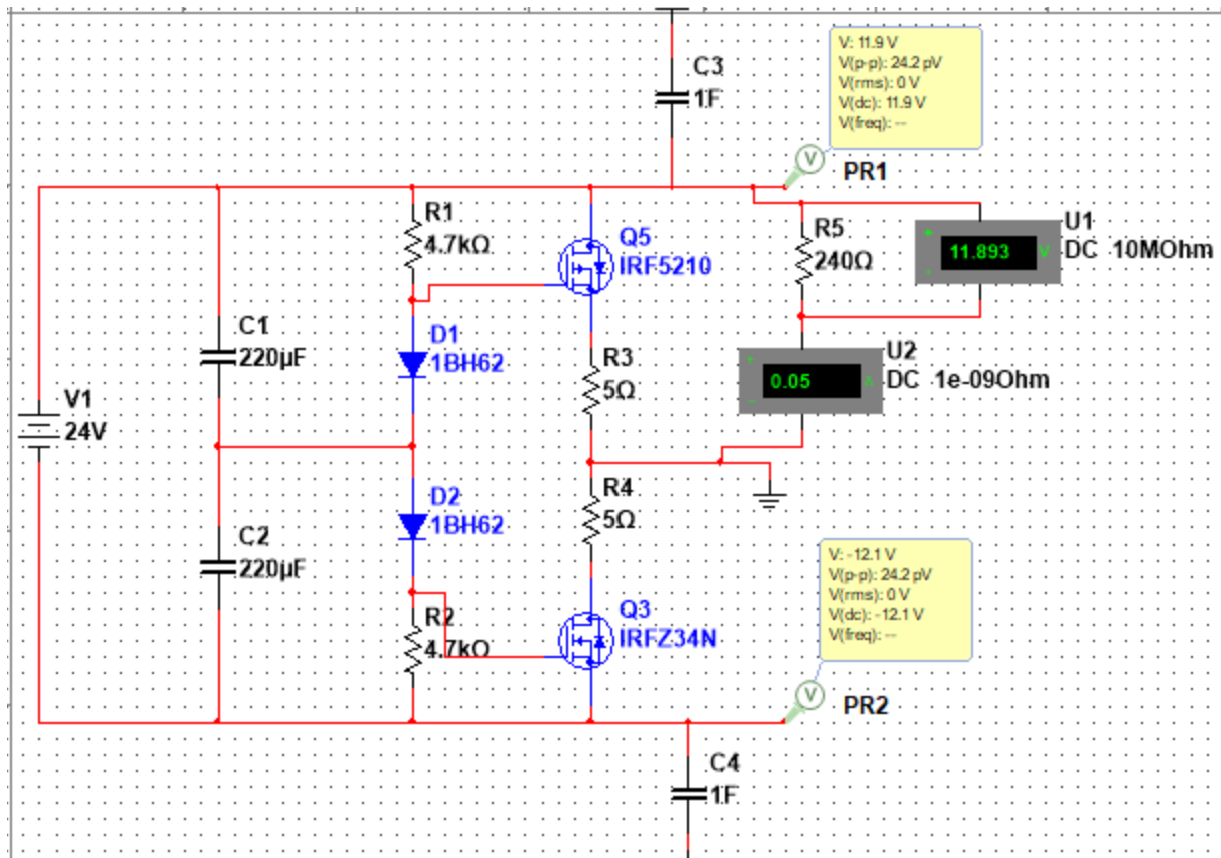 C3
1F
V: 11.9 V
V(p-p): 24.2 pV
V(rms): 0 V
V(dc): 11.9 V
V(freq): --
V
PR1
R1
4.7kΩ
Q5
IRF5210
R5
240Ω
+
-
11.893
V
U1
DC 10MOhm
C1
220µF
D1
1BH62
R3
5Ω
+
-
0.05
A
U2
DC 1e-09Ohm
V1
24V
D2
1BH62
R4
5Ω
C2
220µF
V: -12.1 V
V(p-p): 24.2 pV
V(rms): 0 V
V(dc): -12.1 V
V(freq): --
R2
4.7kΩ
Q3
IRFZ34N
V
PR2
C4
1F